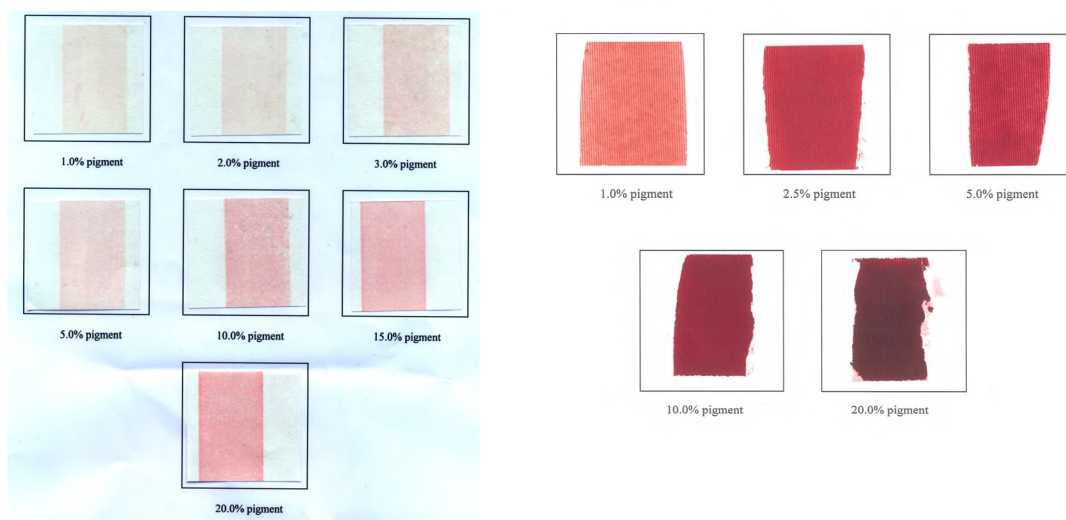 1.0% pigment
2.0% pigment
3.0% pigment
5.0% pigment
10.0% pigment
15.0% pigment
20.0% pigment
1.0% pigment
2.5% pigment
5.0% pigment
10.0% pigment
20.0% pigment